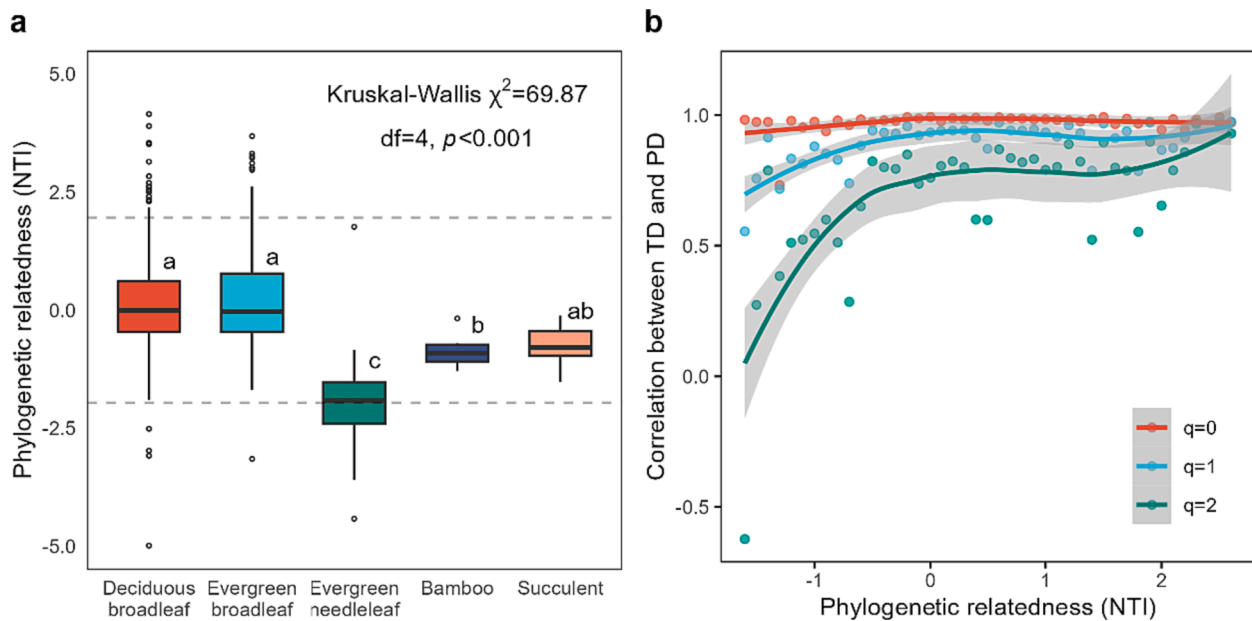 a
5.0
2.5
0.0
-2.5
-5.0
Phylogenetic relatedness (NTI)
Kruskal-Wallis χ²=69.87
df=4, p<0.001
a
a
c
b
ab
Deciduous
broadleaf
Evergreen
broadleaf
Evergreen
needleleaf
Bamboo
Succulent
b
1.0
0.5
0.0
-0.5
Correlation between TD and PD
q=0
q=1
q=2
-1
0
1
2
Phylogenetic relatedness (NTI)